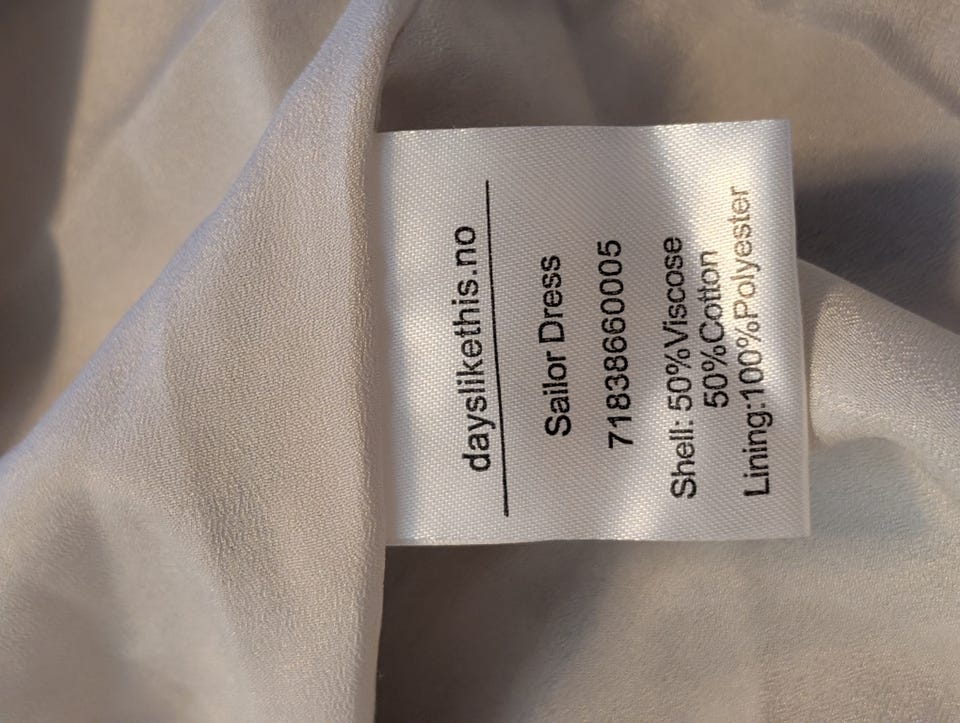 dayslikethis.no
Sailor Dress
71838660005
Shell: 50%Viscose
50%Cotton
Lining:100%Polyester